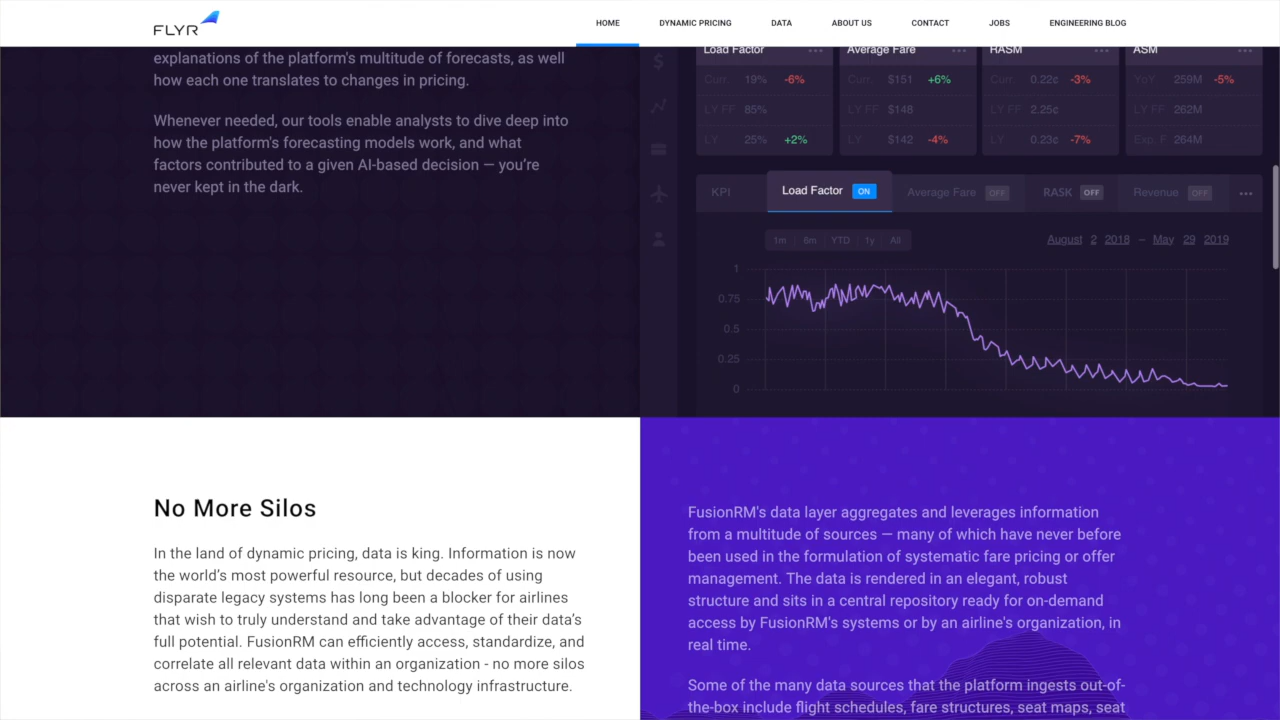 FLYR
HOME DYNAMIC PRICING DATA ABOUT US CONTACT JOBS ENGINEERING BLOG
explanations of the platform's multitude of forecasts, as well
how each one translates to changes in pricing.
Whenever needed, our tools enable analysts to dive deep into
how the platform's forecasting models work, and what
factors contributed to a given AI-based decision — you're
never kept in the dark.
Load Factor ... Average Fare ... RASM ... ASM ...
Curr. 19% -6% Curr. $151 +6% Curr. 0.22¢ -3% YoY 259M -5%
LY FF 85% LY FF $148 LY FF 2.25¢ LY FF 262M
LY 25% +2% LY $142 -4% LY 0.23¢ -7% Exp. F 264M
KPI Load Factor ON Average Fare OFF RASK OFF Revenue OFF ...
1m 6m YTD 1y All August 2 2018 — May 29 2019
1
0.75
0.5
0.25
0
No More Silos
In the land of dynamic pricing, data is king. Information is now
the world's most powerful resource, but decades of using
disparate legacy systems has long been a blocker for airlines
that wish to truly understand and take advantage of their data's
full potential. FusionRM can efficiently access, standardize, and
correlate all relevant data within an organization - no more silos
across an airline's organization and technology infrastructure.
FusionRM's data layer aggregates and leverages information
from a multitude of sources — many of which have never before
been used in the formulation of systematic fare pricing or offer
management. The data is rendered in an elegant, robust
structure and sits in a central repository ready for on-demand
access by FusionRM's systems or by an airline's organization, in
real time.
Some of the many data sources that the platform ingests out-of-
the-box include flight schedules, fare structures, seat maps, seat